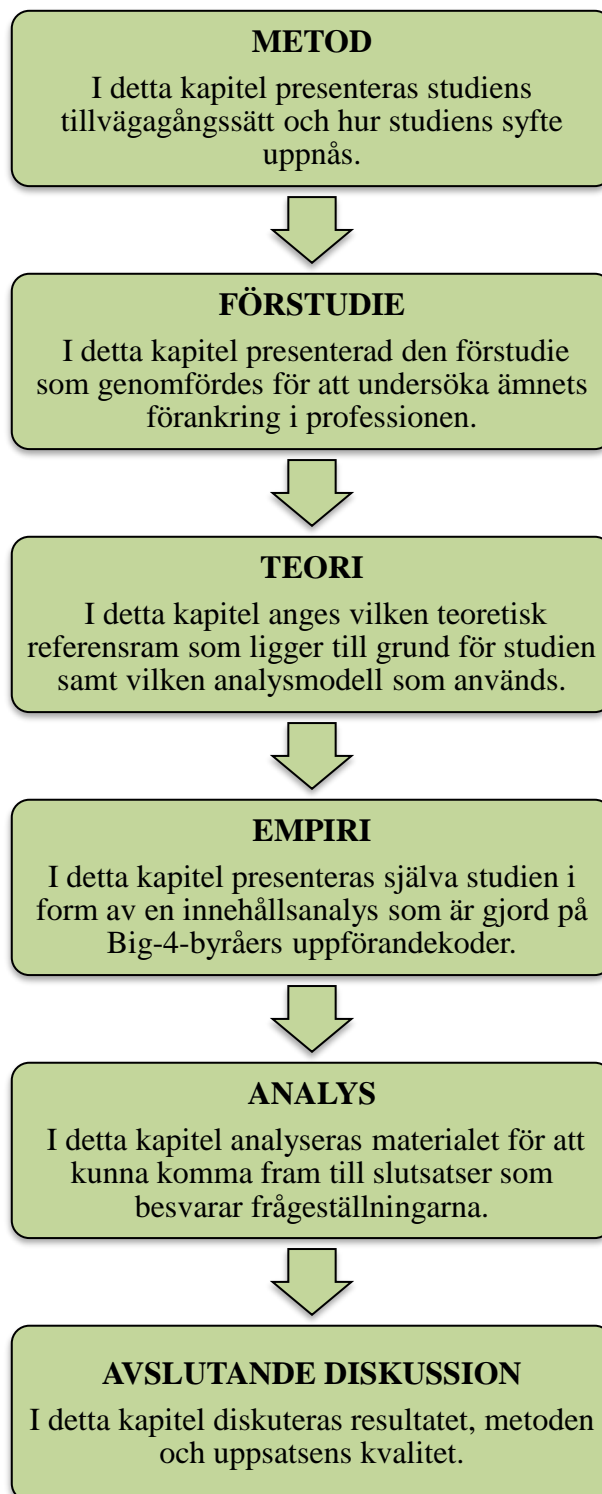 METOD
I detta kapitel presenteras studiens
tillvägagångssätt och hur studiens syfte
uppnås.
FÖRSTUDIE
I detta kapitel presenterad den förstudie
som genomfördes för att undersöka ämnets
förankring i professionen.
TEORI
I detta kapitel anges vilken teoretisk
referensram som ligger till grund för studien
samt vilken analysmodell som används.
EMPIRI
I detta kapitel presenteras själva studien i
form av en innehållsanalys som är gjord på
Big-4-byråers uppförandekoder.
ANALYS
I detta kapitel analyseras materialet för att
kunna komma fram till slutsatser som
besvarar frågeställningarna.
AVSLUTANDE DISKUSSION
I detta kapitel diskuteras resultatet, metoden
och uppsatsens kvalitet.